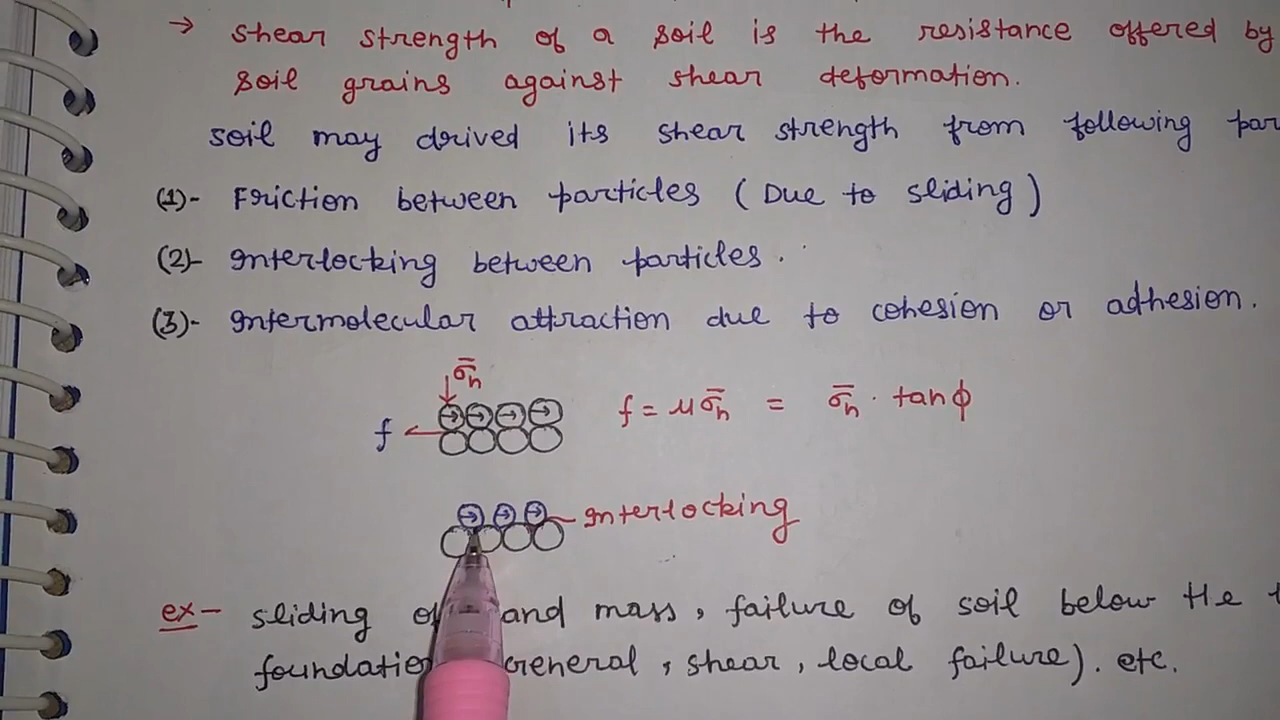 → shear strength of a soil is the resistance offered by
soil grains against shear deformation.
soil may drived its shear strength from following par
(1)- Friction between particles (Due to sliding)
(2)- Interlocking between particles.
(3)- Intermolecular attraction due to cohesion or adhesion.
σ̄n
f f = μσ̄n = σ̄n · tanϕ
Interlocking
ex- sliding of and mass, failure of soil below the
foundation General, shear, local failure). etc.